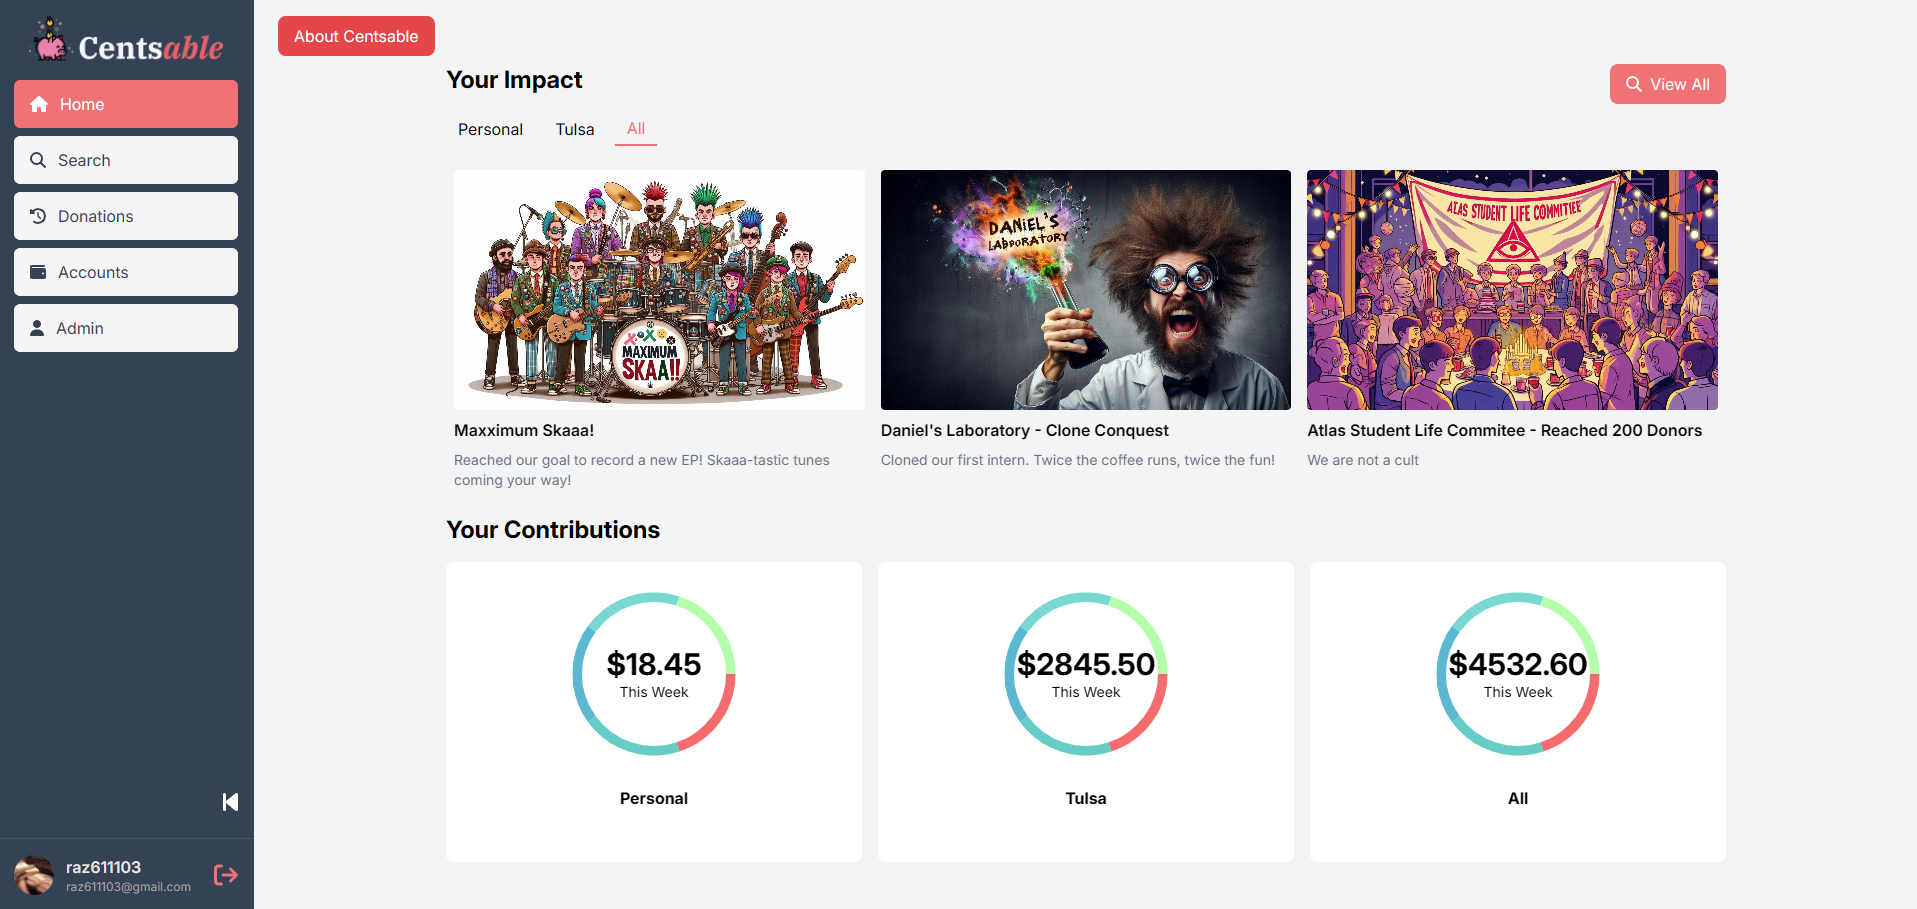 Centsable
Home
Search
Donations
Accounts
Admin
raz611103
raz611103@gmail.com
About Centsable
Your Impact
View All
Personal
Tulsa
All
MAXIMUM
SKAA!!
DANiEL'S
LABPORATORY
ATAS STUDENT LIFE COMMITEE
Maxximum Skaaa!
Reached our goal to record a new EP! Skaaa-tastic tunes
coming your way!
Daniel's Laboratory - Clone Conquest
Cloned our first intern. Twice the coffee runs, twice the fun!
Atlas Student Life Commitee - Reached 200 Donors
We are not a cult
Your Contributions
$18.45
This Week
Personal
$2845.50
This Week
Tulsa
$4532.60
This Week
All